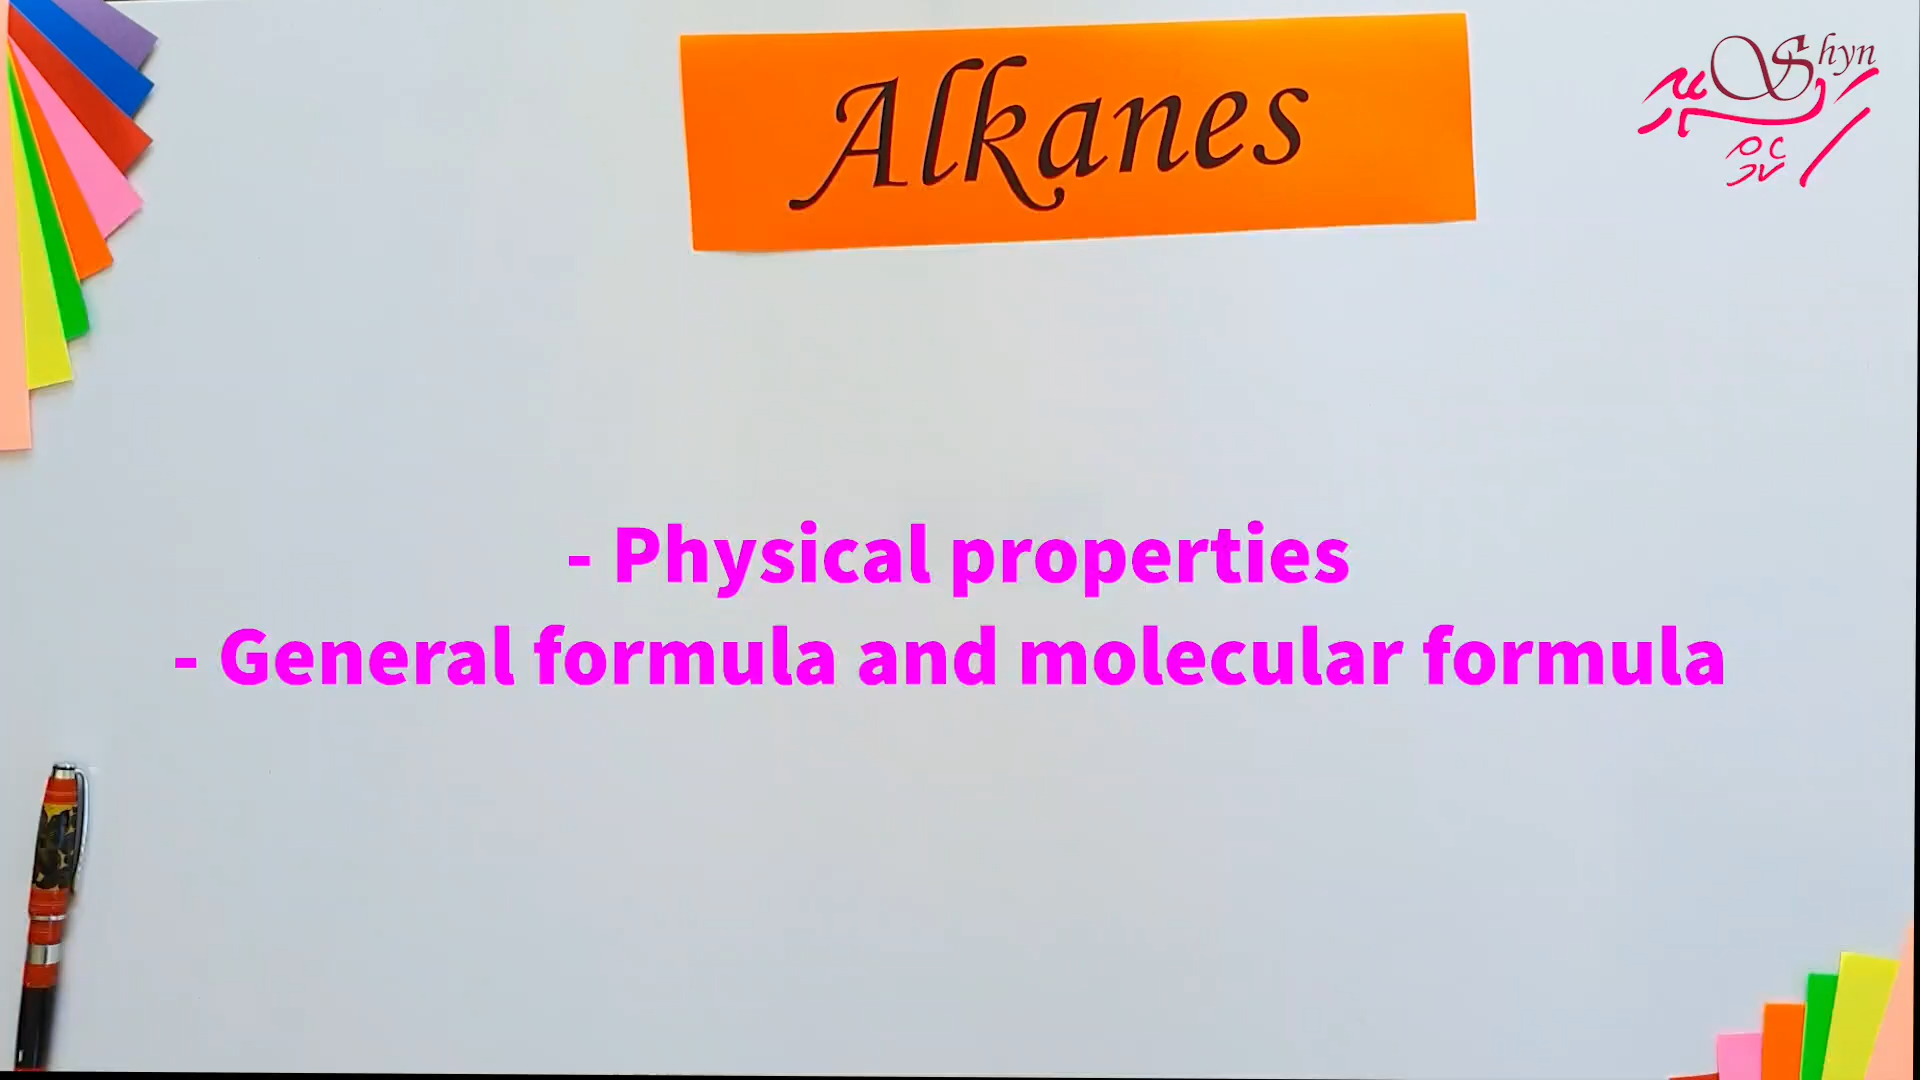 Alkanes
Shyn
- Physical properties
- General formula and molecular formula